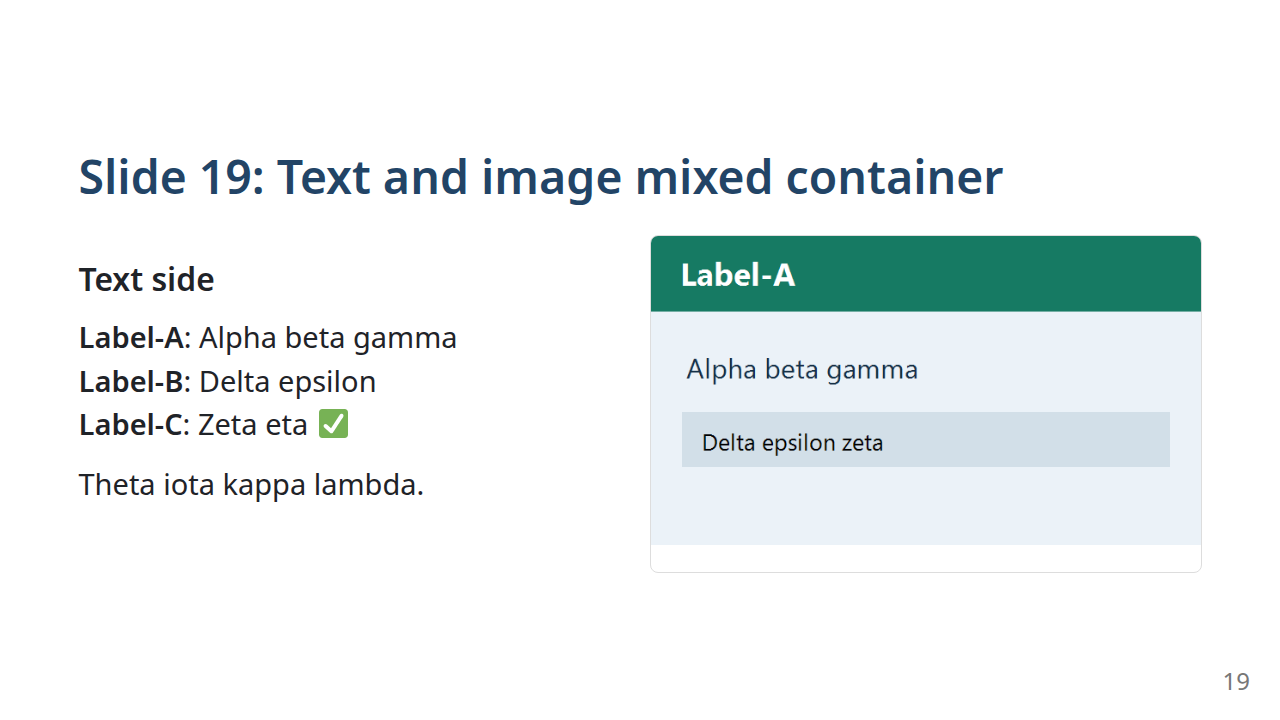 Slide 19: Text and image mixed container
Text side
Label-A: Alpha beta gamma
Label-B: Delta epsilon
Label-C: Zeta eta ✅
Theta iota kappa lambda.
Label-A
Alpha beta gamma
Delta epsilon zeta
19